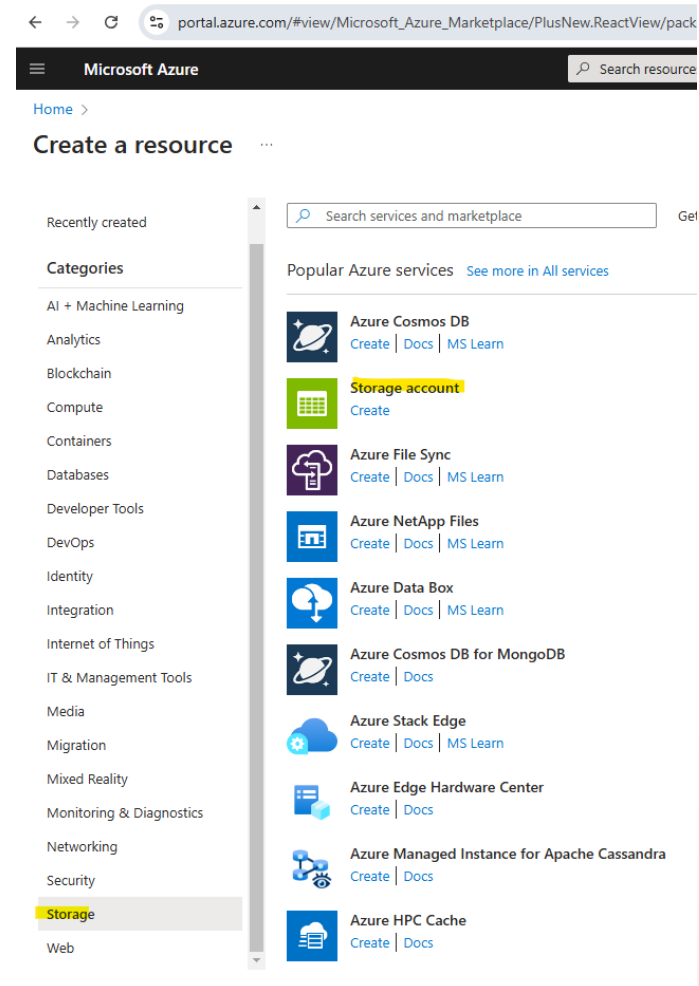 portal.azure.com/#view/Microsoft_Azure_Marketplace/PlusNew.ReactView/pack
Microsoft Azure
Search resource
Home >
Create a resource ...
Recently created
Categories
AI + Machine Learning
Analytics
Blockchain
Compute
Containers
Databases
Developer Tools
DevOps
Identity
Integration
Internet of Things
IT & Management Tools
Media
Migration
Mixed Reality
Monitoring & Diagnostics
Networking
Security
Storage
Web
Search services and marketplace
Get
Popular Azure services See more in All services
Azure Cosmos DB
Create | Docs | MS Learn
Storage account
Create
Azure File Sync
Create | Docs | MS Learn
Azure NetApp Files
Create | Docs | MS Learn
Azure Data Box
Create | Docs | MS Learn
Azure Cosmos DB for MongoDB
Create | Docs
Azure Stack Edge
Create | Docs | MS Learn
Azure Edge Hardware Center
Create | Docs
Azure Managed Instance for Apache Cassandra
Create | Docs
Azure HPC Cache
Create | Docs